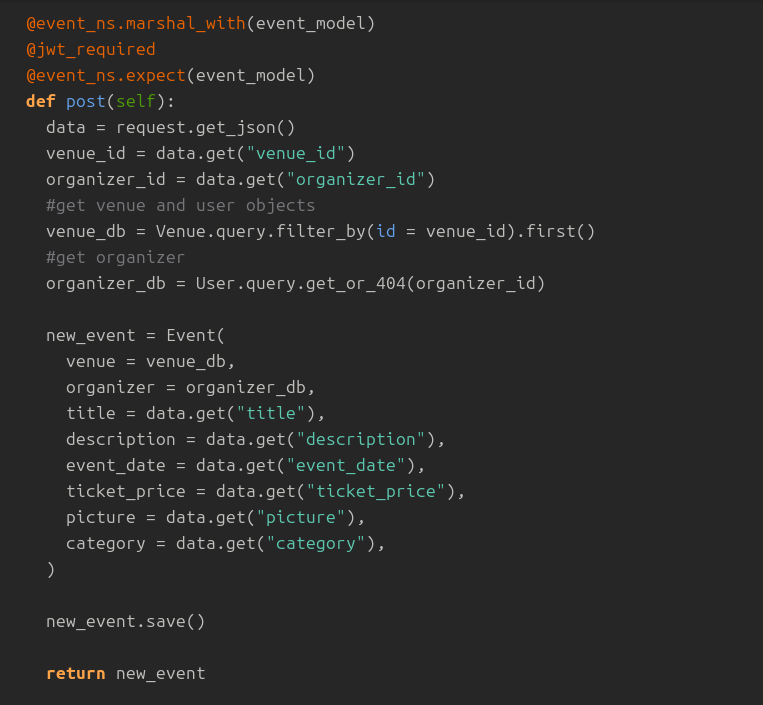 @event_ns.marshal_with(event_model)
@jwt_required
@event_ns.expect(event_model)
def post(self):
  data = request.get_json()
  venue_id = data.get("venue_id")
  organizer_id = data.get("organizer_id")
  #get venue and user objects
  venue_db = Venue.query.filter_by(id = venue_id).first()
  #get organizer
  organizer_db = User.query.get_or_404(organizer_id)

  new_event = Event(
    venue = venue_db,
    organizer = organizer_db,
    title = data.get("title"),
    description = data.get("description"),
    event_date = data.get("event_date"),
    ticket_price = data.get("ticket_price"),
    picture = data.get("picture"),
    category = data.get("category"),
  )

  new_event.save()

  return new_event